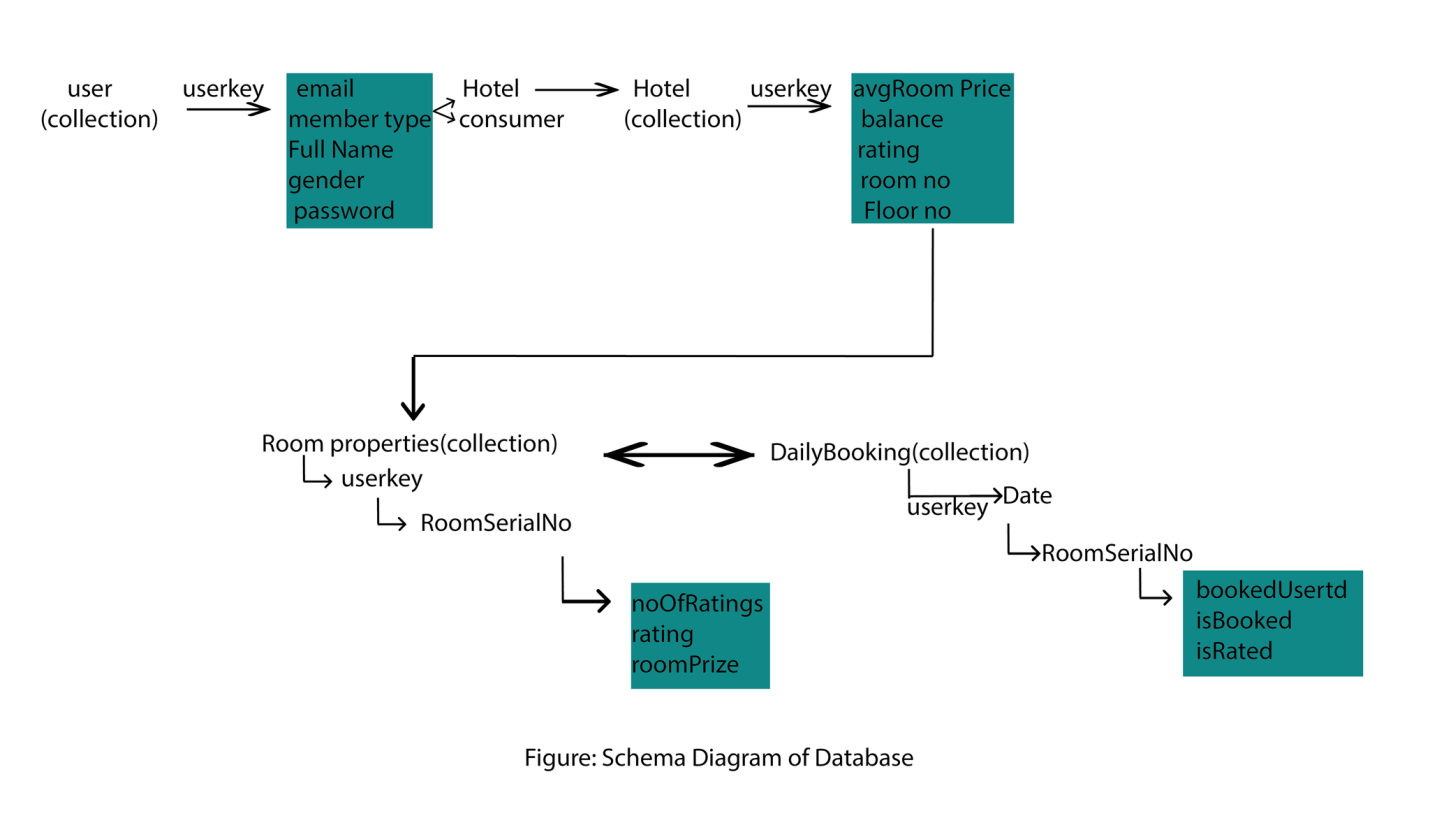 user
(collection)
userkey
email
member type
Full Name
gender
password
Hotel
consumer
Hotel
(collection)
userkey
avgRoom Price
balance
rating
room no
Floor no
Room properties(collection)
userkey
RoomSerialNo
noOfRatings
rating
roomPrize
DailyBooking(collection)
userkey
Date
RoomSerialNo
bookedUsertd
isBooked
isRated
Figure: Schema Diagram of Database